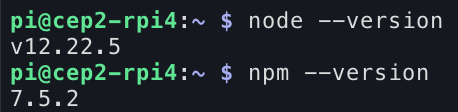 pi@cep2-rpi4:~ $ node --version
v12.22.5
pi@cep2-rpi4:~ $ npm --version
7.5.2